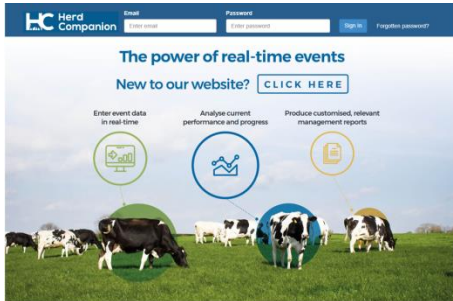 HC Herd
Companion
Email
Enter email
Password
Enter password
Sign in
Forgotten password?
The power of real-time events
New to our website? CLICK HERE
Enter event data
in real-time
Analyse current
performance and progress
Produce customised, relevant
management reports